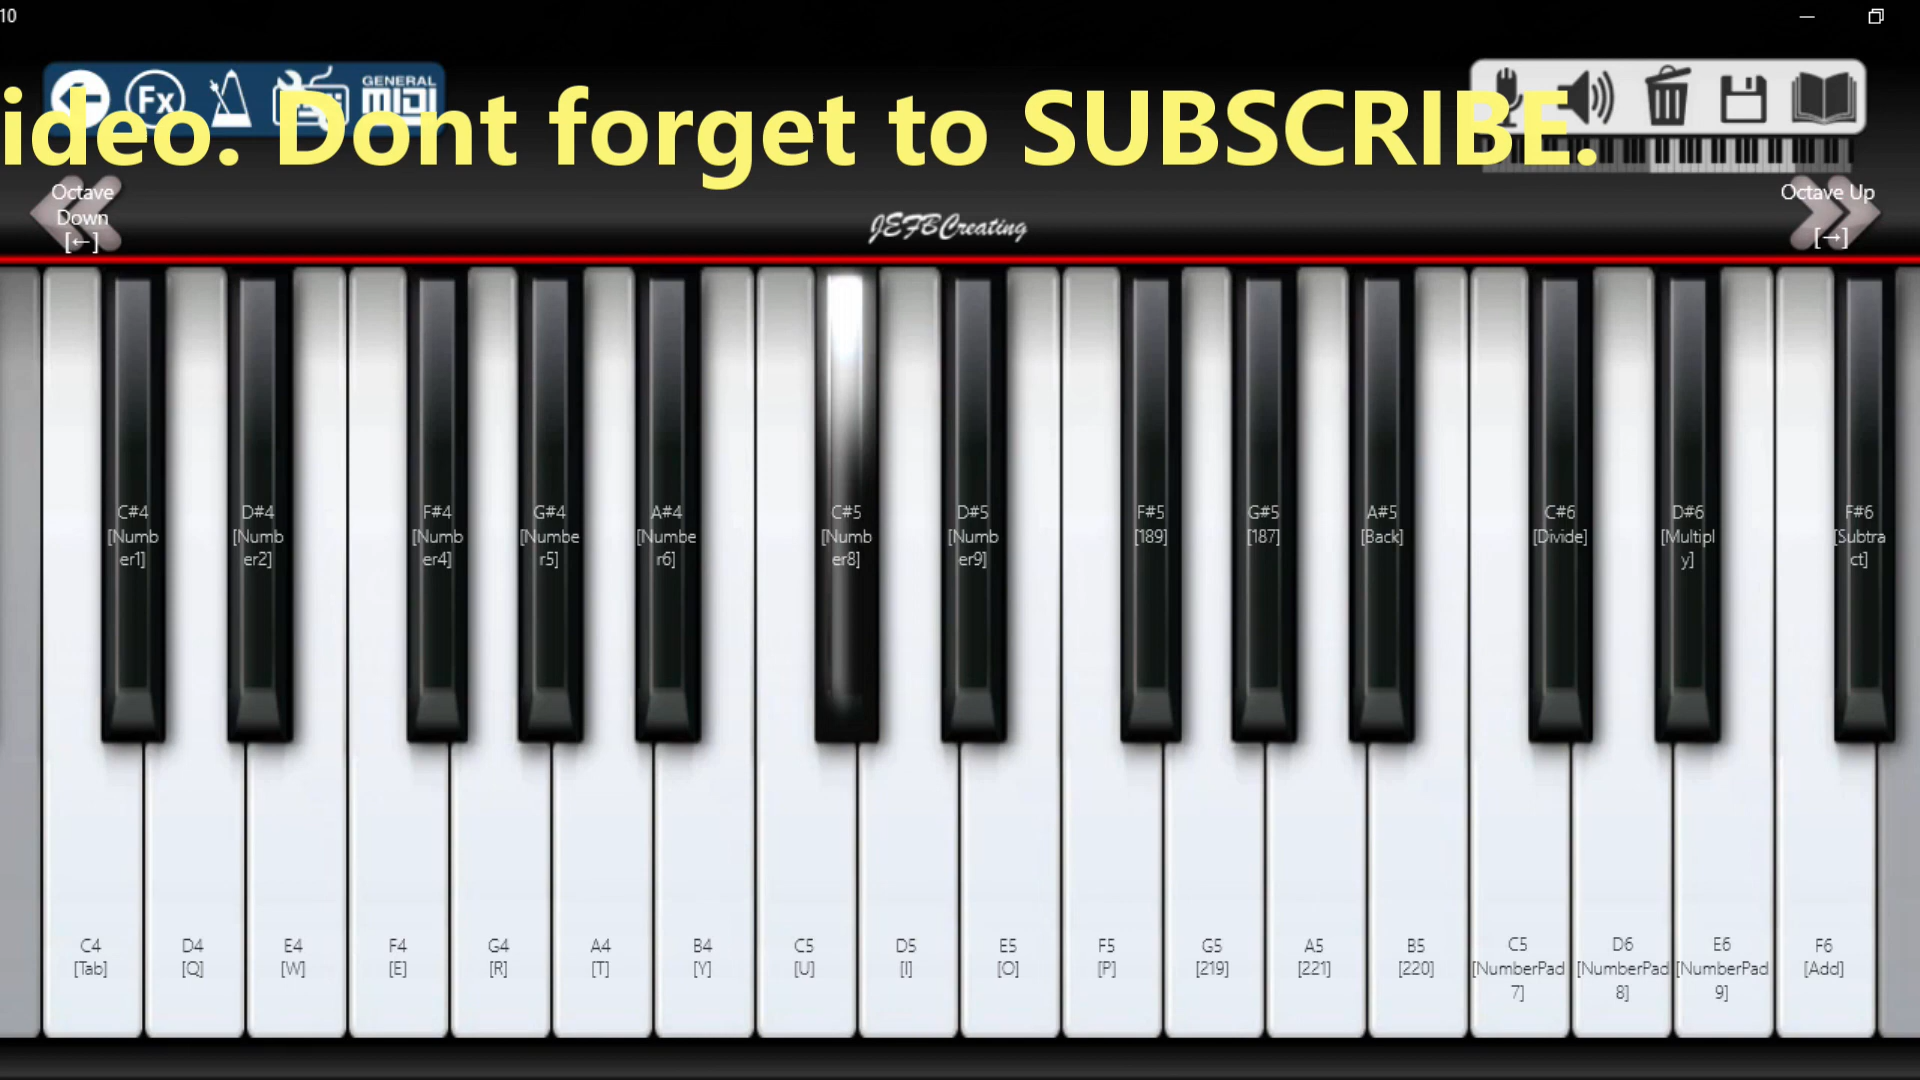 10
GENERAL
MIDI
Fx
ideo. Dont forget to SUBSCRIBE.
Octave
Down
[←]
JEFBCreating
Octave Up
[→]
C#4
[Numb
er1]
D#4
[Numb
er2]
F#4
[Numb
er4]
G#4
[Numbe
r5]
A#4
[Numbe
r6]
C#5
[Numb
er8]
D#5
[Numb
er9]
F#5
[189]
G#5
[187]
A#5
[Back]
C#6
[Divide]
D#6
[Multipl
y]
F#6
[Subtra
ct]
C4
[Tab]
D4
[Q]
E4
[W]
F4
[E]
G4
[R]
A4
[T]
B4
[Y]
C5
[U]
D5
[I]
E5
[O]
F5
[P]
G5
[219]
A5
[221]
B5
[220]
C5
[NumberPad
7]
D6
[NumberPad
8]
E6
[NumberPad
9]
F6
[Add]